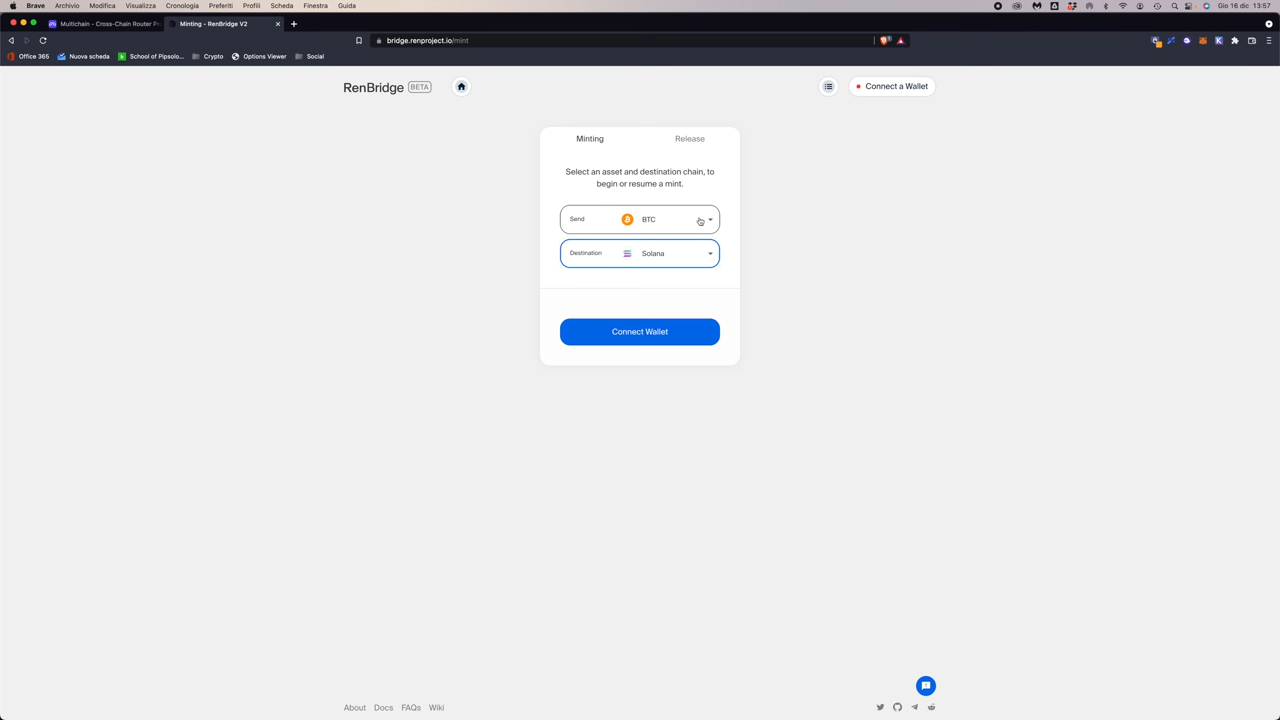 Brave Archivio Modifica Visualizza Cronologia Preferiti Profili Scheda Finestra Guida Gio 16 dic 13:57
Multichain - Cross-Chain Router Pr Minting - RenBridge V2
bridge.renproject.io/mint
Office 365 Nuova scheda School of Pipsolo... Crypto Options Viewer Social
RenBridge BETA Connect a Wallet
Minting Release
Select an asset and destination chain, to
begin or resume a mint.
Send BTC
Destination Solana
Connect Wallet
About Docs FAQs Wiki